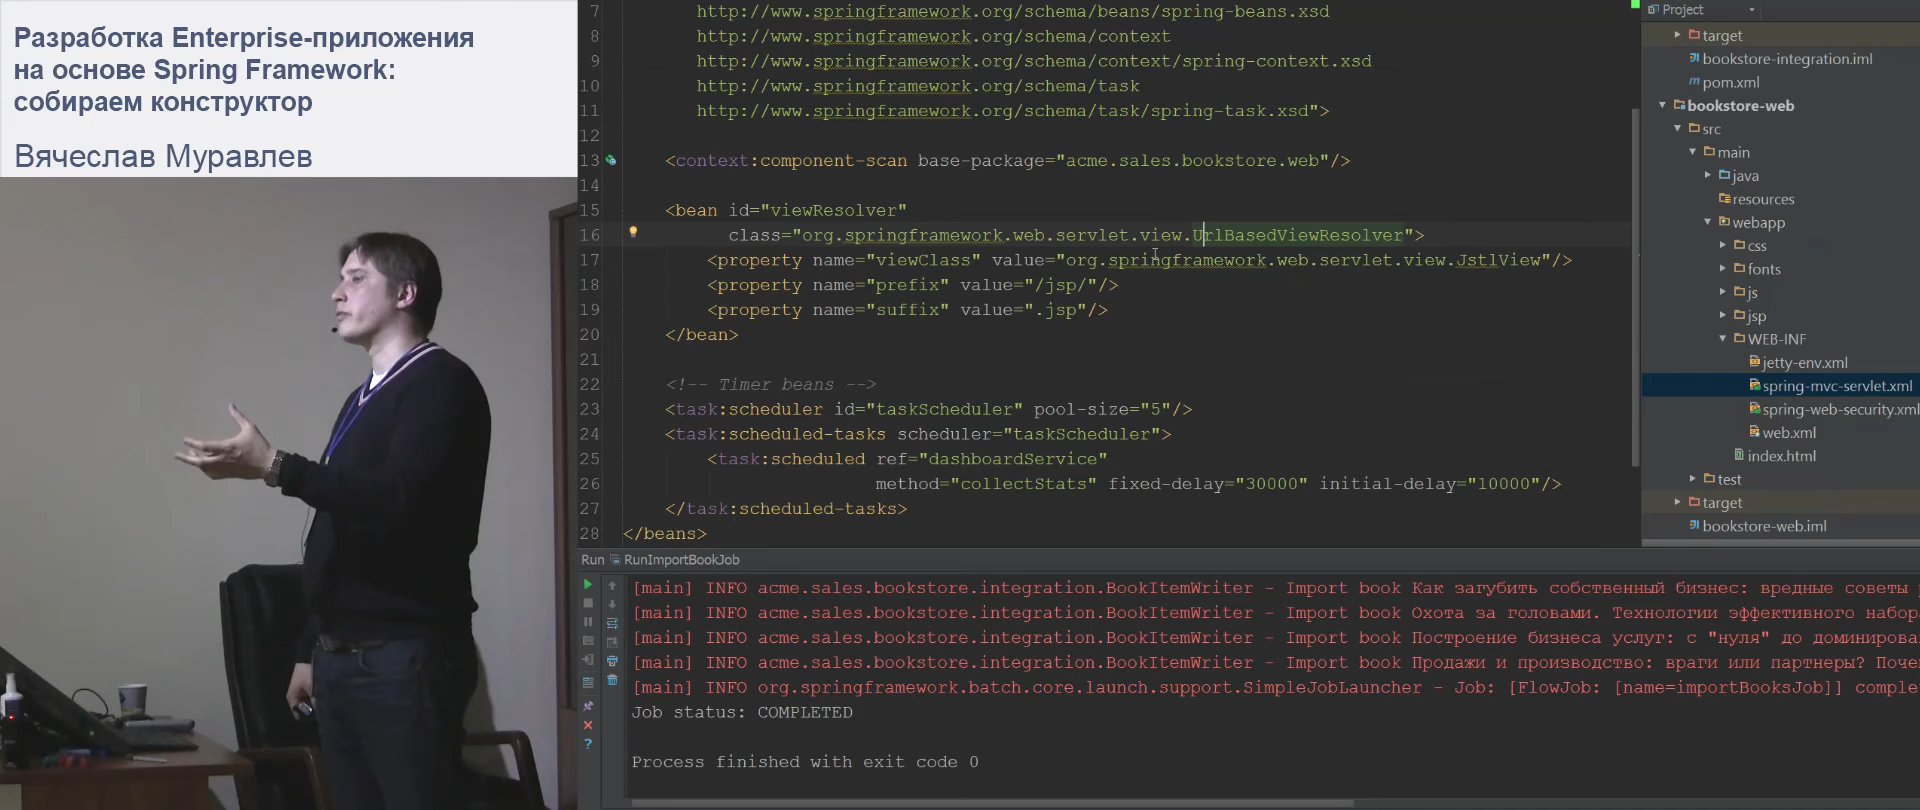 Разработка Enterprise-приложения
на основе Spring Framework:
собираем конструктор
Вячеслав Муравлев
7 http://www.springframework.org/schema/beans/spring-beans.xsd
8 http://www.springframework.org/schema/context
9 http://www.springframework.org/schema/context/spring-context.xsd
10 http://www.springframework.org/schema/task
11 http://www.springframework.org/schema/task/spring-task.xsd">
12
13 <context:component-scan base-package="acme.sales.bookstore.web"/>
14
15 <bean id="viewResolver"
16 class="org.springframework.web.servlet.view.UrlBasedViewResolver">
17 <property name="viewClass" value="org.springframework.web.servlet.view.JstlView"/>
18 <property name="prefix" value="/jsp/"/>
19 <property name="suffix" value=".jsp"/>
20 </bean>
21
22 <!-- Timer beans -->
23 <task:scheduler id="taskScheduler" pool-size="5"/>
24 <task:scheduled-tasks scheduler="taskScheduler">
25 <task:scheduled ref="dashboardService"
26 method="collectStats" fixed-delay="30000" initial-delay="10000"/>
27 </task:scheduled-tasks>
28 </beans>
Project
target
bookstore-integration.iml
pom.xml
bookstore-web
src
main
java
resources
webapp
css
fonts
js
jsp
WEB-INF
jetty-env.xml
spring-mvc-servlet.xml
spring-web-security.xml
web.xml
index.html
test
target
bookstore-web.iml
Run RunImportBookJob
[main] INFO acme.sales.bookstore.integration.BookItemWriter - Import book Как загубить собственный бизнес: вредные советы
[main] INFO acme.sales.bookstore.integration.BookItemWriter - Import book Охота за головами. Технологии эффективного набор
[main] INFO acme.sales.bookstore.integration.BookItemWriter - Import book Построение бизнеса услуг: с "нуля" до доминирова
[main] INFO acme.sales.bookstore.integration.BookItemWriter - Import book Продажи и производство: враги или партнеры? Поче
[main] INFO org.springframework.batch.core.launch.support.SimpleJobLauncher - Job: [FlowJob: [name=importBooksJob]] comple
Job status: COMPLETED
Process finished with exit code 0